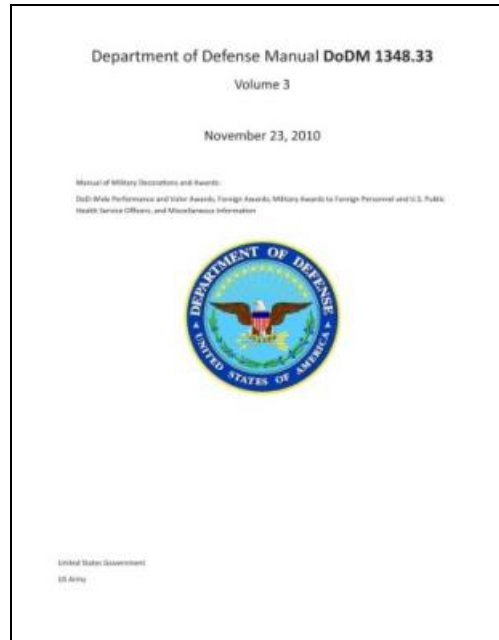 Department of Defense Manual DoDM 1348.33
Volume 3
November 23, 2010
Manual of Military Decorations and Awards:
DoD-Wide Performance and Valor Awards; Foreign Awards; Military Awards to Foreign Personnel and U.S. Public
Health Service Officers; and Miscellaneous Information
DEPARTMENT OF DEFENSE
UNITED STATES OF AMERICA
United States Government
US Army